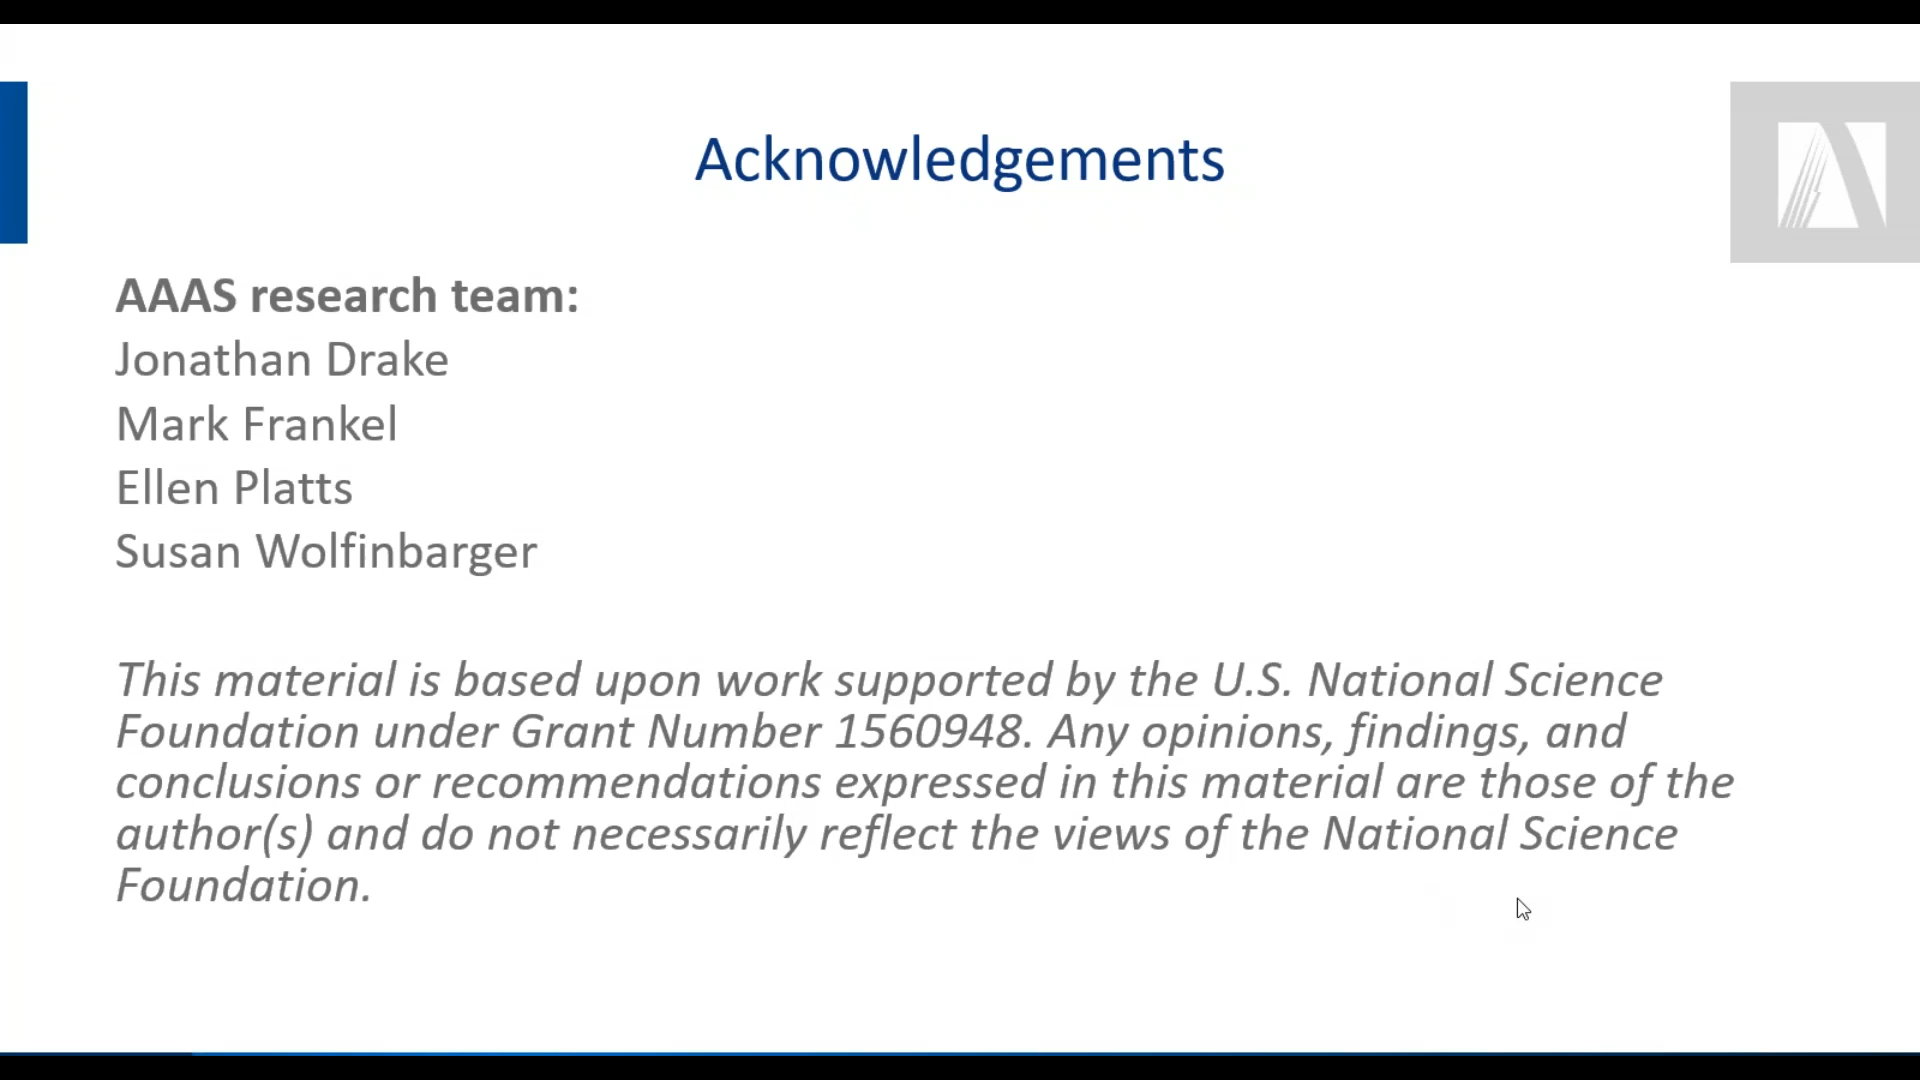 Acknowledgements
AAAS research team:
Jonathan Drake
Mark Frankel
Ellen Platts
Susan Wolfinbarger
This material is based upon work supported by the U.S. National Science
Foundation under Grant Number 1560948. Any opinions, findings, and
conclusions or recommendations expressed in this material are those of the
author(s) and do not necessarily reflect the views of the National Science
Foundation.